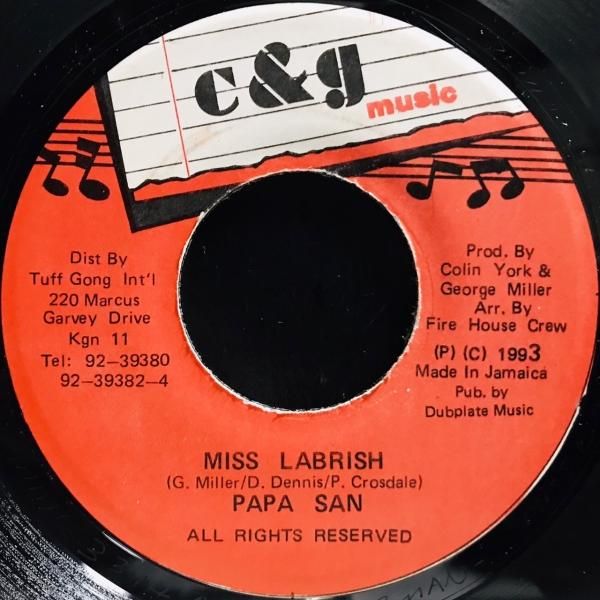 c&g
music
Dist By
Tuff Gong Int'l
220 Marcus
Garvey Drive
Kgn 11
Tel: 92-39380
92-39382-4
Prod. By
Colin York &
George Miller
Arr. By
Fire House Crew
(P) (C) 1993
Made In Jamaica
Pub. by
Dubplate Music
MISS LABRISH
(G. Miller/D. Dennis/P. Crosdale)
PAPA SAN
ALL RIGHTS RESERVED